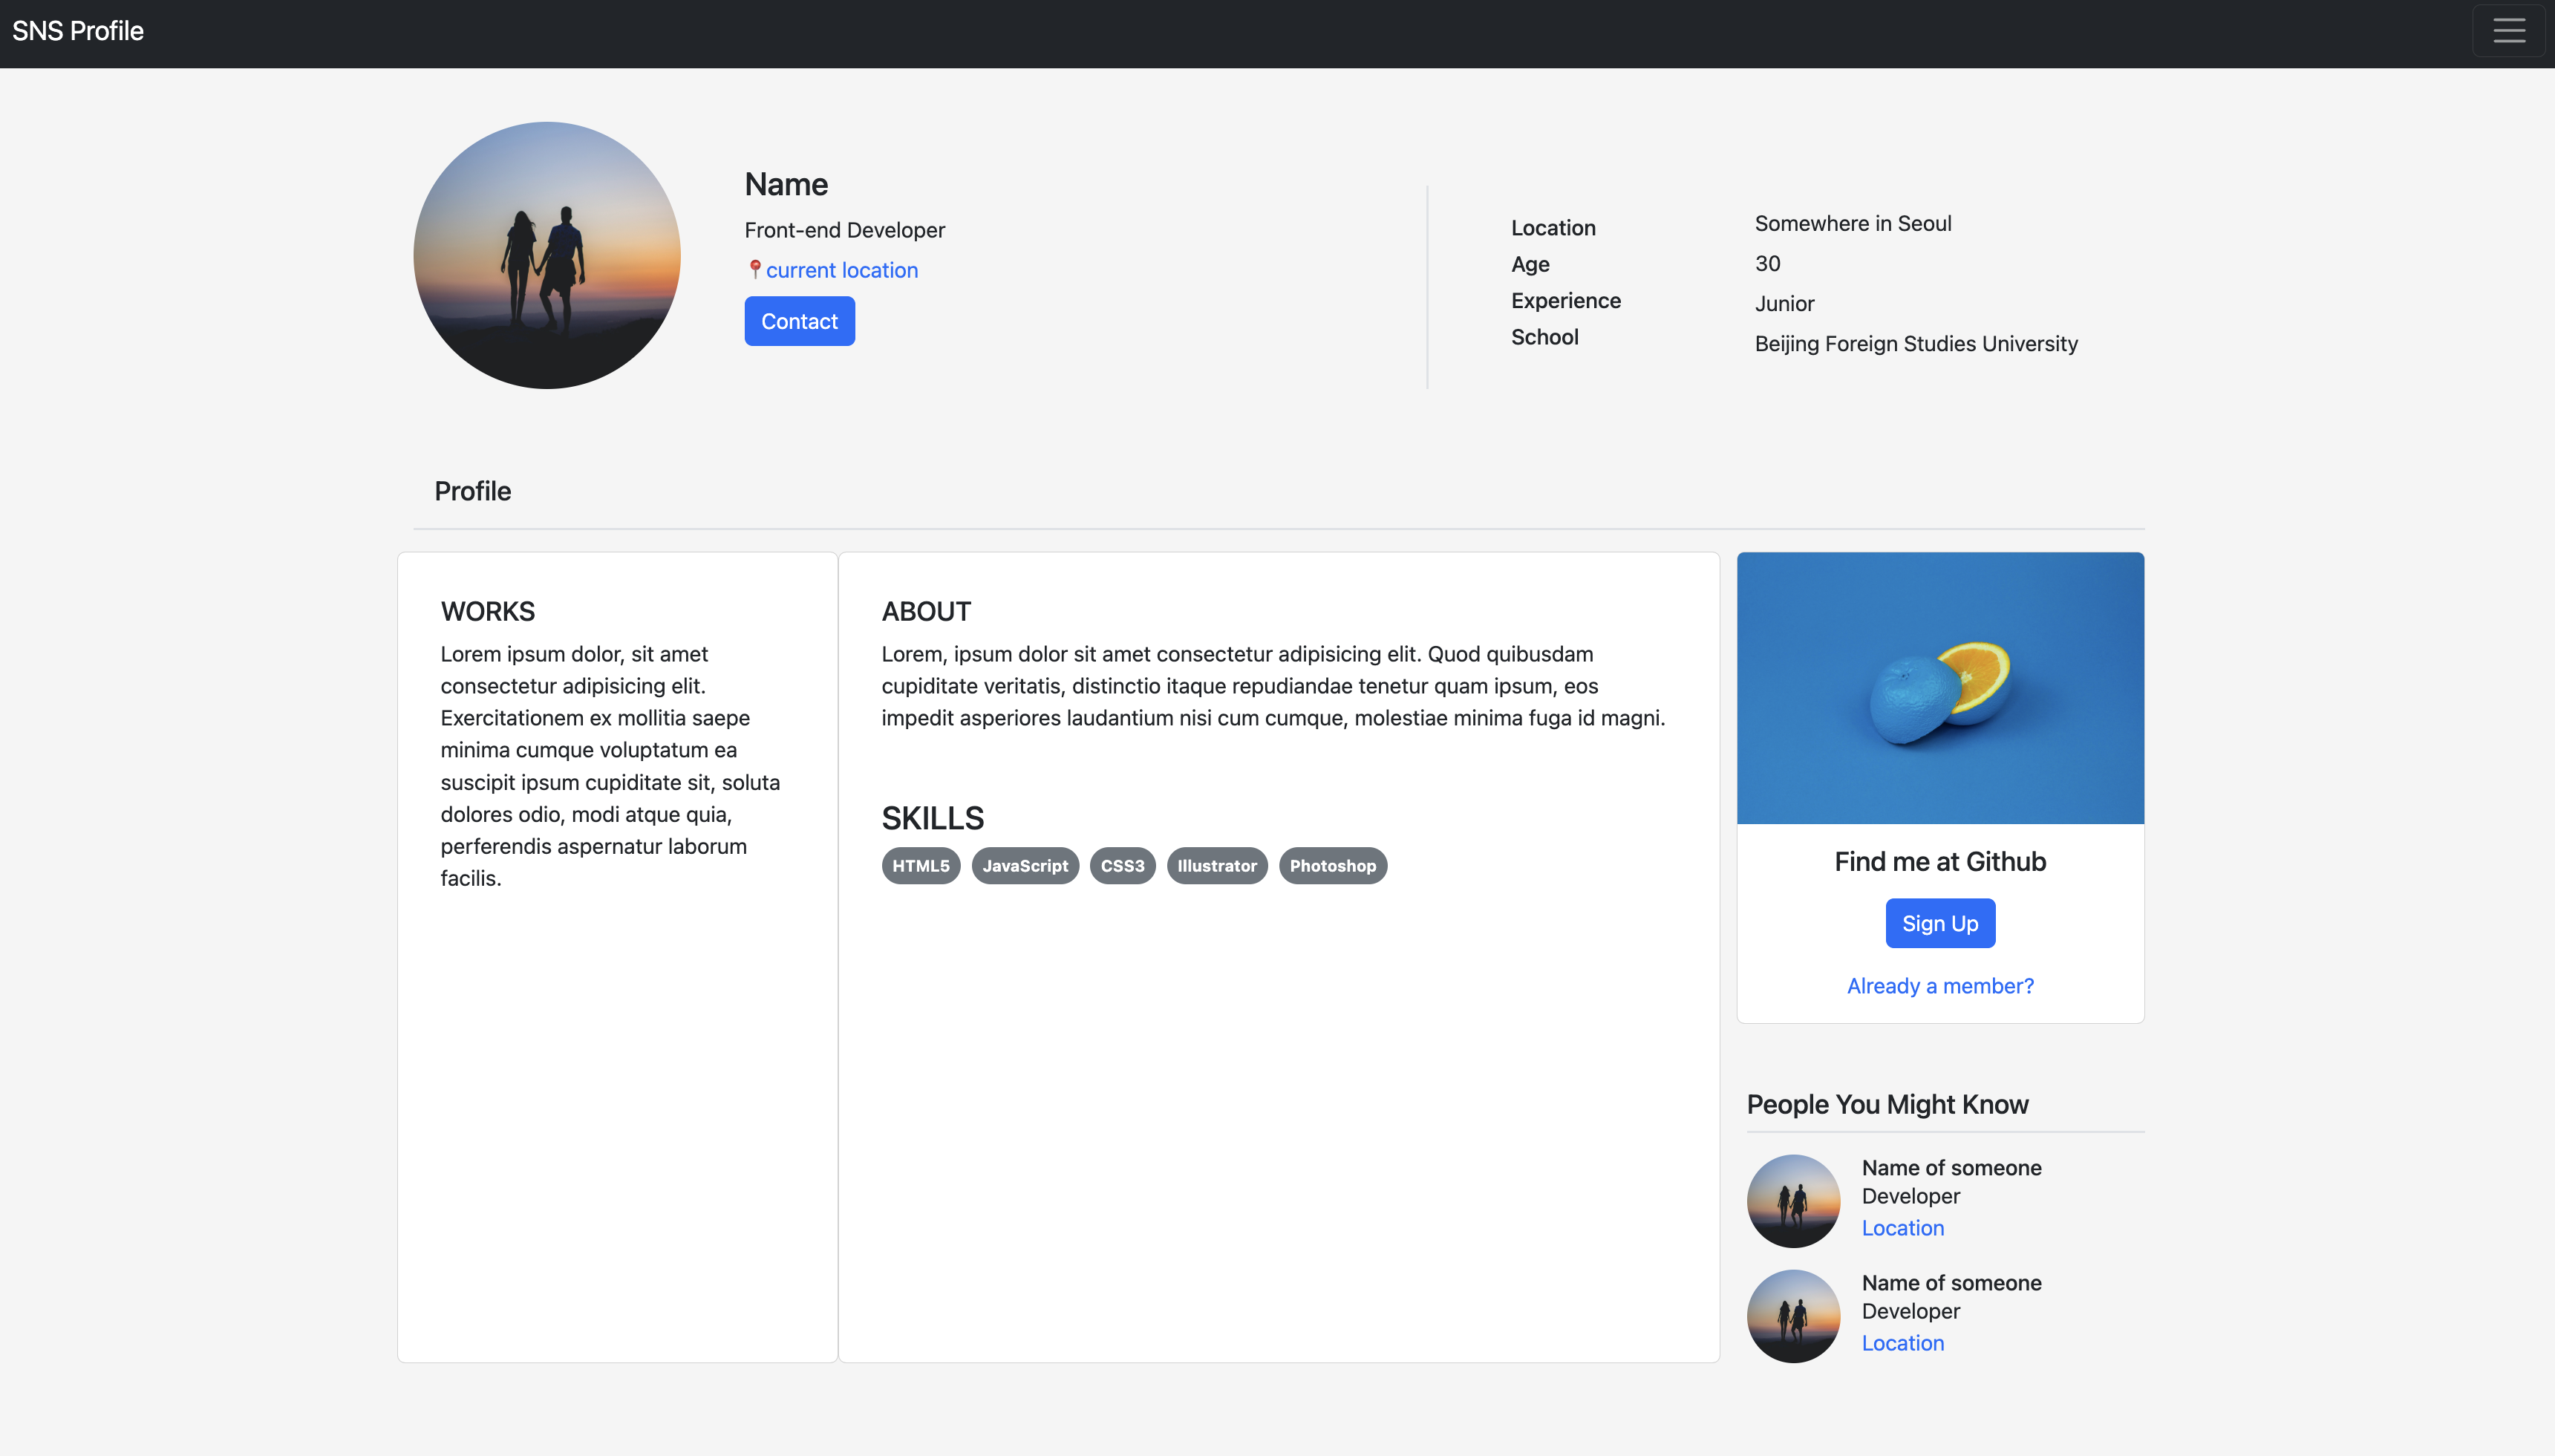 SNS Profile
Name
Front-end Developer
📍current location
Contact
Location
Age
Experience
School
Somewhere in Seoul
30
Junior
Beijing Foreign Studies University
Profile
WORKS
Lorem ipsum dolor, sit amet
consectetur adipisicing elit.
Exercitationem ex mollitia saepe
minima cumque voluptatum ea
suscipit ipsum cupiditate sit, soluta
dolores odio, modi atque quia,
perferendis aspernatur laborum
facilis.
ABOUT
Lorem, ipsum dolor sit amet consectetur adipisicing elit. Quod quibusdam
cupiditate veritatis, distinctio itaque repudiandae tenetur quam ipsum, eos
impedit asperiores laudantium nisi cum cumque, molestiae minima fuga id magni.
SKILLS
HTML5 JavaScript CSS3 Illustrator Photoshop
Find me at Github
Sign Up
Already a member?
People You Might Know
Name of someone
Developer
Location
Name of someone
Developer
Location